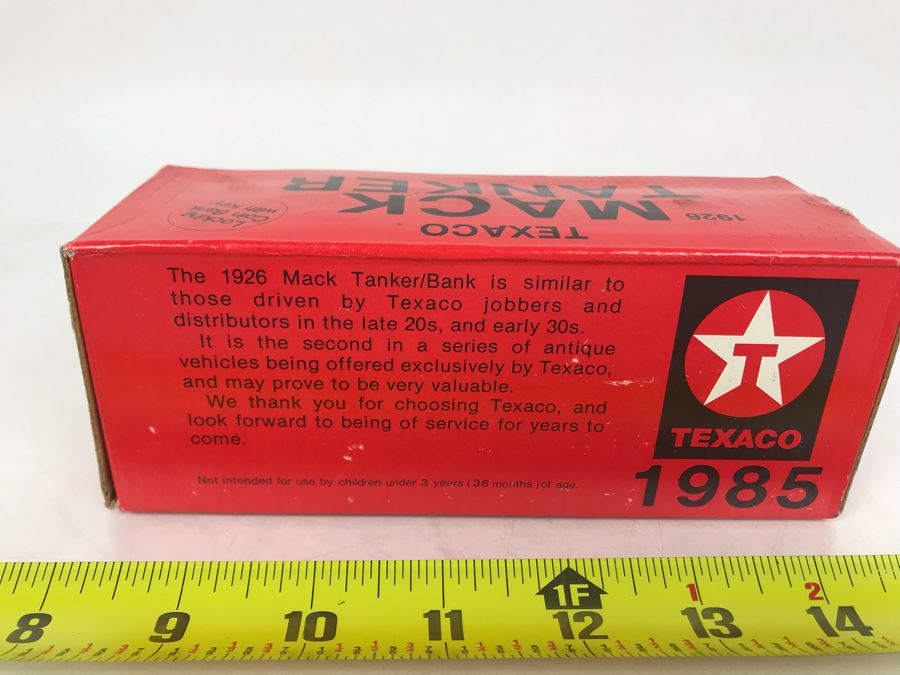 1926
MACK
TANKER
TEXACO
Locking
Coin Bank
with Key
The 1926 Mack Tanker/Bank is similar to
those driven by Texaco jobbers and
distributors in the late 20s, and early 30s.
It is the second in a series of antique
vehicles being offered exclusively by Texaco,
and may prove to be very valuable.
We thank you for choosing Texaco, and
look forward to being of service for years to
come.
Not intended for use by children under 3 years (36 months) of age.
T
TEXACO
1985
1F 1 2
8 9 10 11 12 13 14